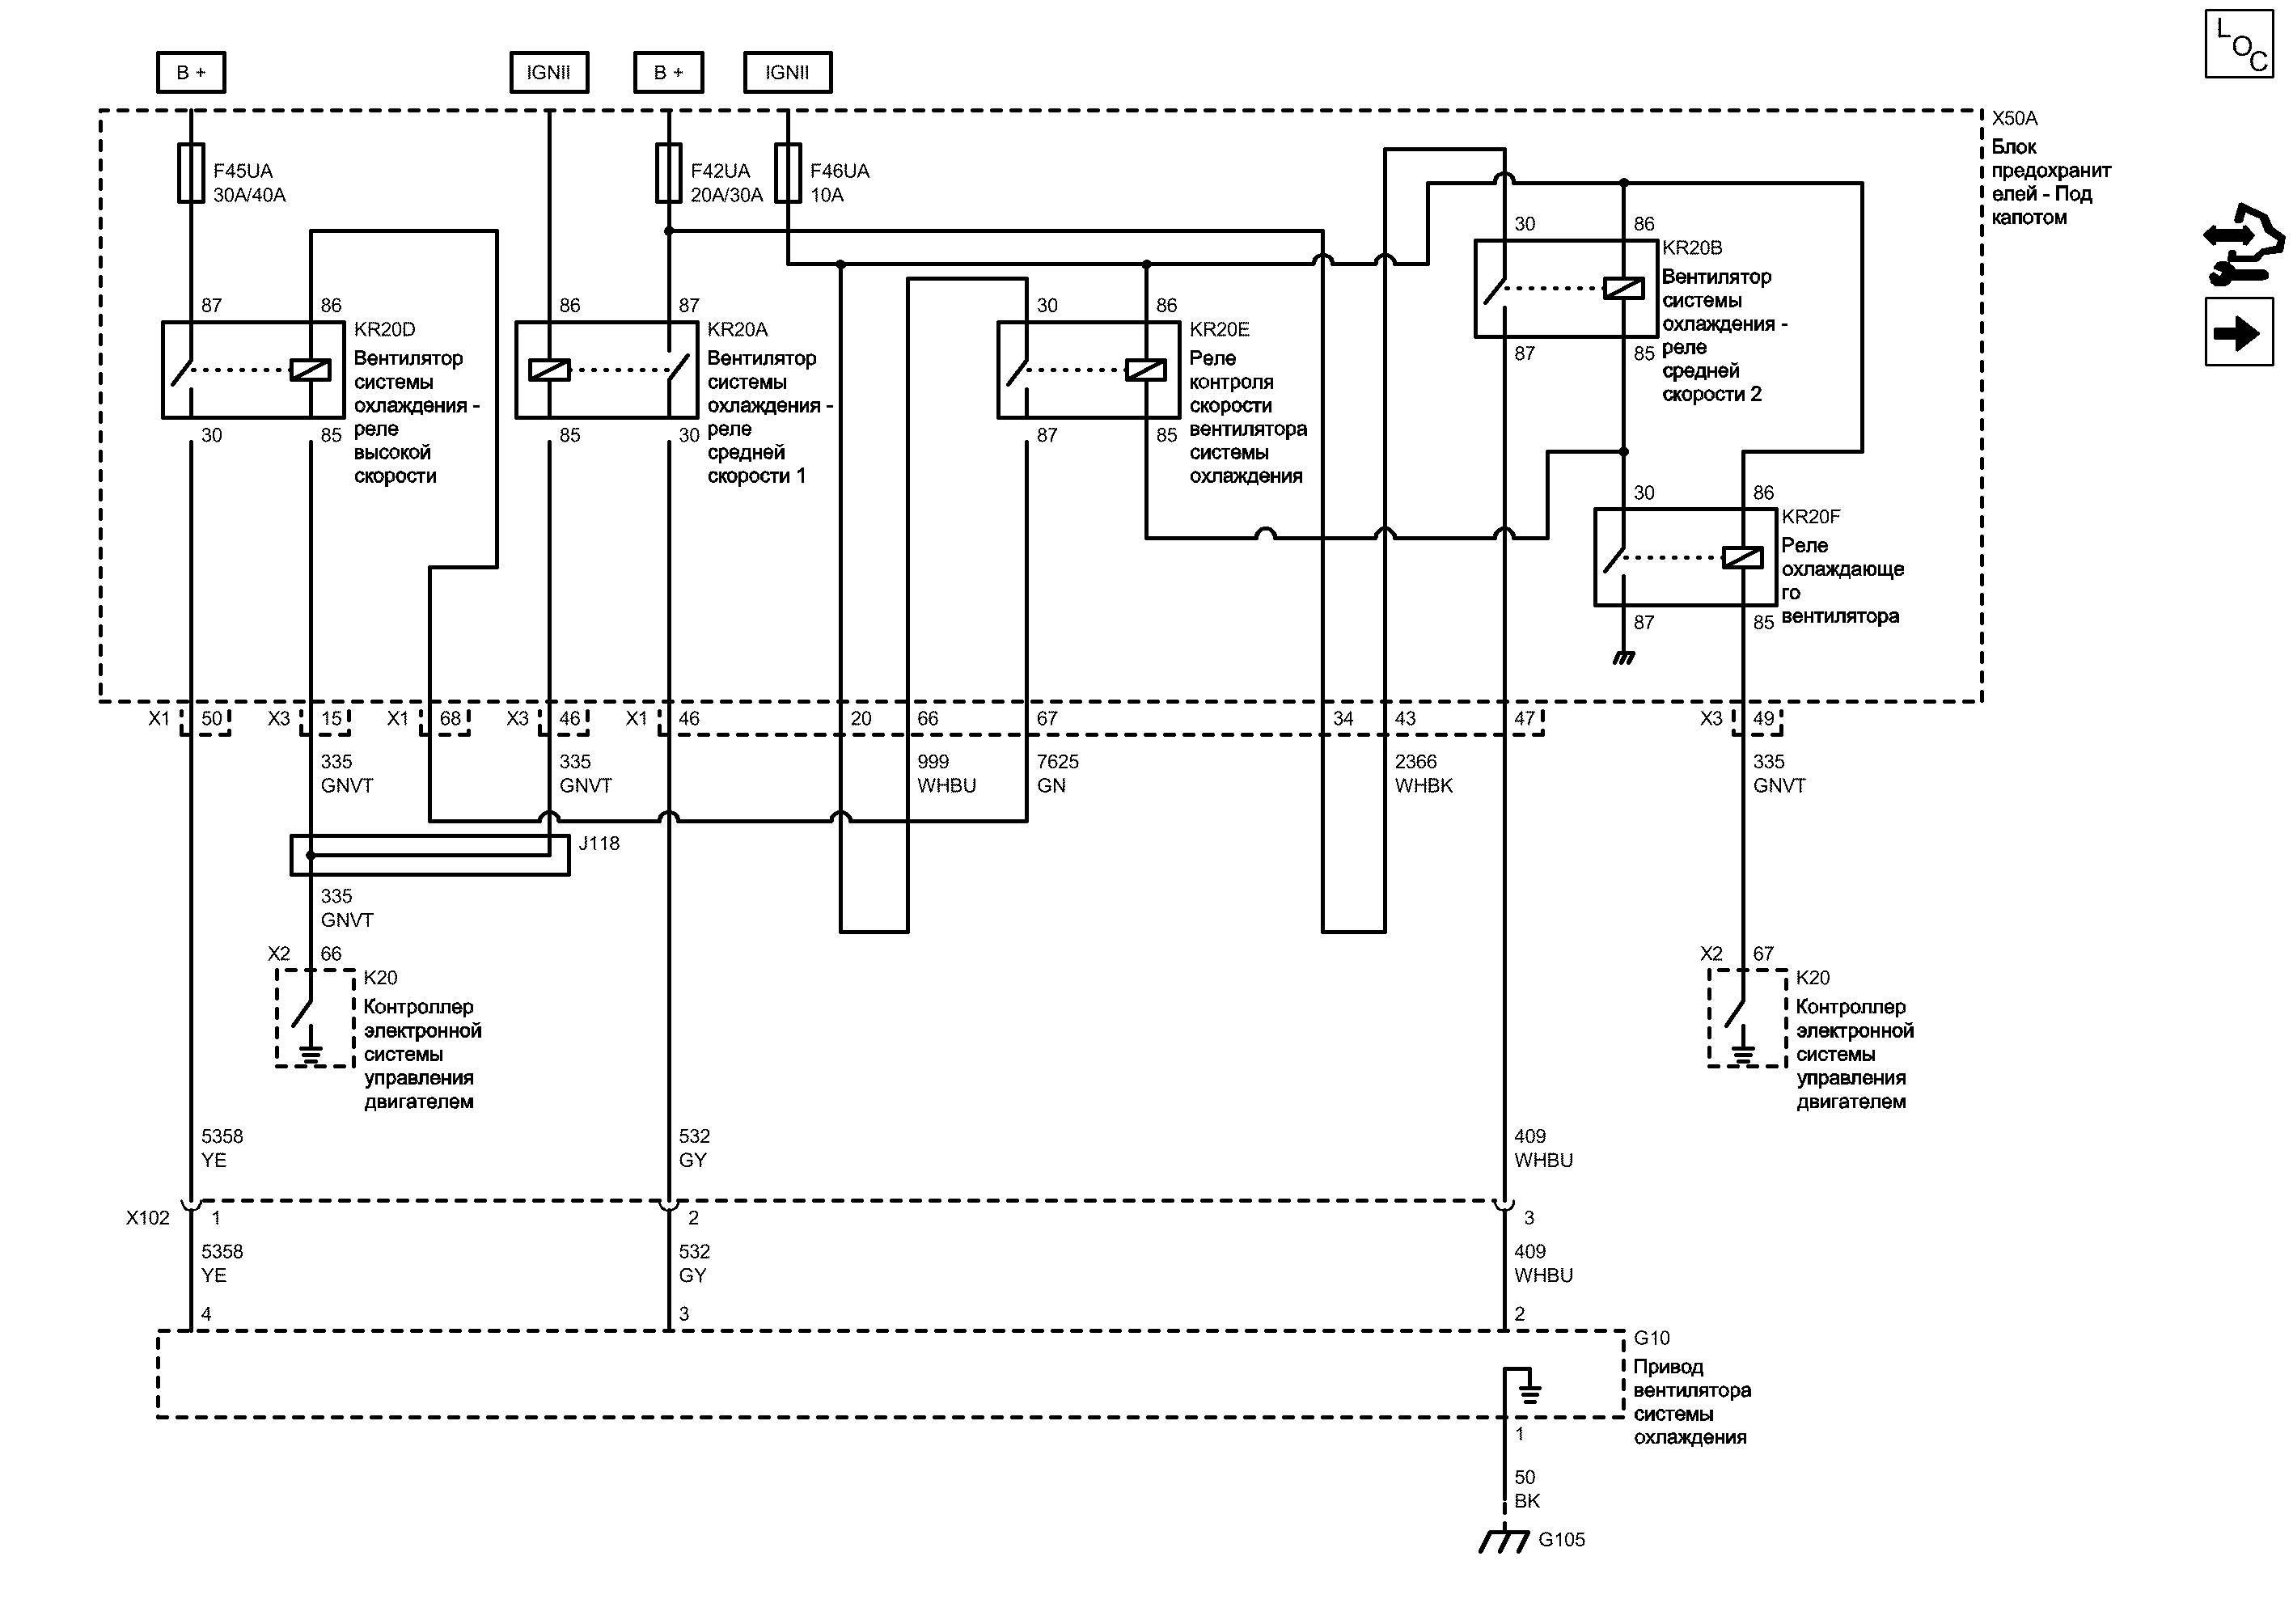 B +
IGNII
B +
IGNII
L
O
C
X50A
Блок
предохранит
елей - Под
капотом
F45UA
30A/40A
F42UA
20A/30A
F46UA
10A
87
86
KR20D
Вентилятор
системы
охлаждения -
реле
высокой
скорости
30
85
86
87
KR20A
Вентилятор
системы
охлаждения -
реле
средней
скорости 1
85
30
30
86
KR20E
Реле
контроля
скорости
вентилятора
системы
охлаждения
87
85
30
86
KR20B
Вентилятор
системы
охлаждения -
реле
средней
скорости 2
87
85
30
86
KR20F
Реле
охлаждающе
го
вентилятора
87
85
X1
50
X3
15
X1
68
X3
46
X1
46
20
66
67
34
43
47
X3
49
335
GNVT
335
GNVT
999
WHBU
7625
GN
2366
WHBK
335
GNVT
J118
335
GNVT
X2
66
K20
Контроллер
электронной
системы
управления
двигателем
X2
67
K20
Контроллер
электронной
системы
управления
двигателем
5358
YE
532
GY
409
WHBU
X102
1
2
3
5358
YE
532
GY
409
WHBU
4
3
2
G10
Привод
вентилятора
системы
охлаждения
1
50
BK
G105